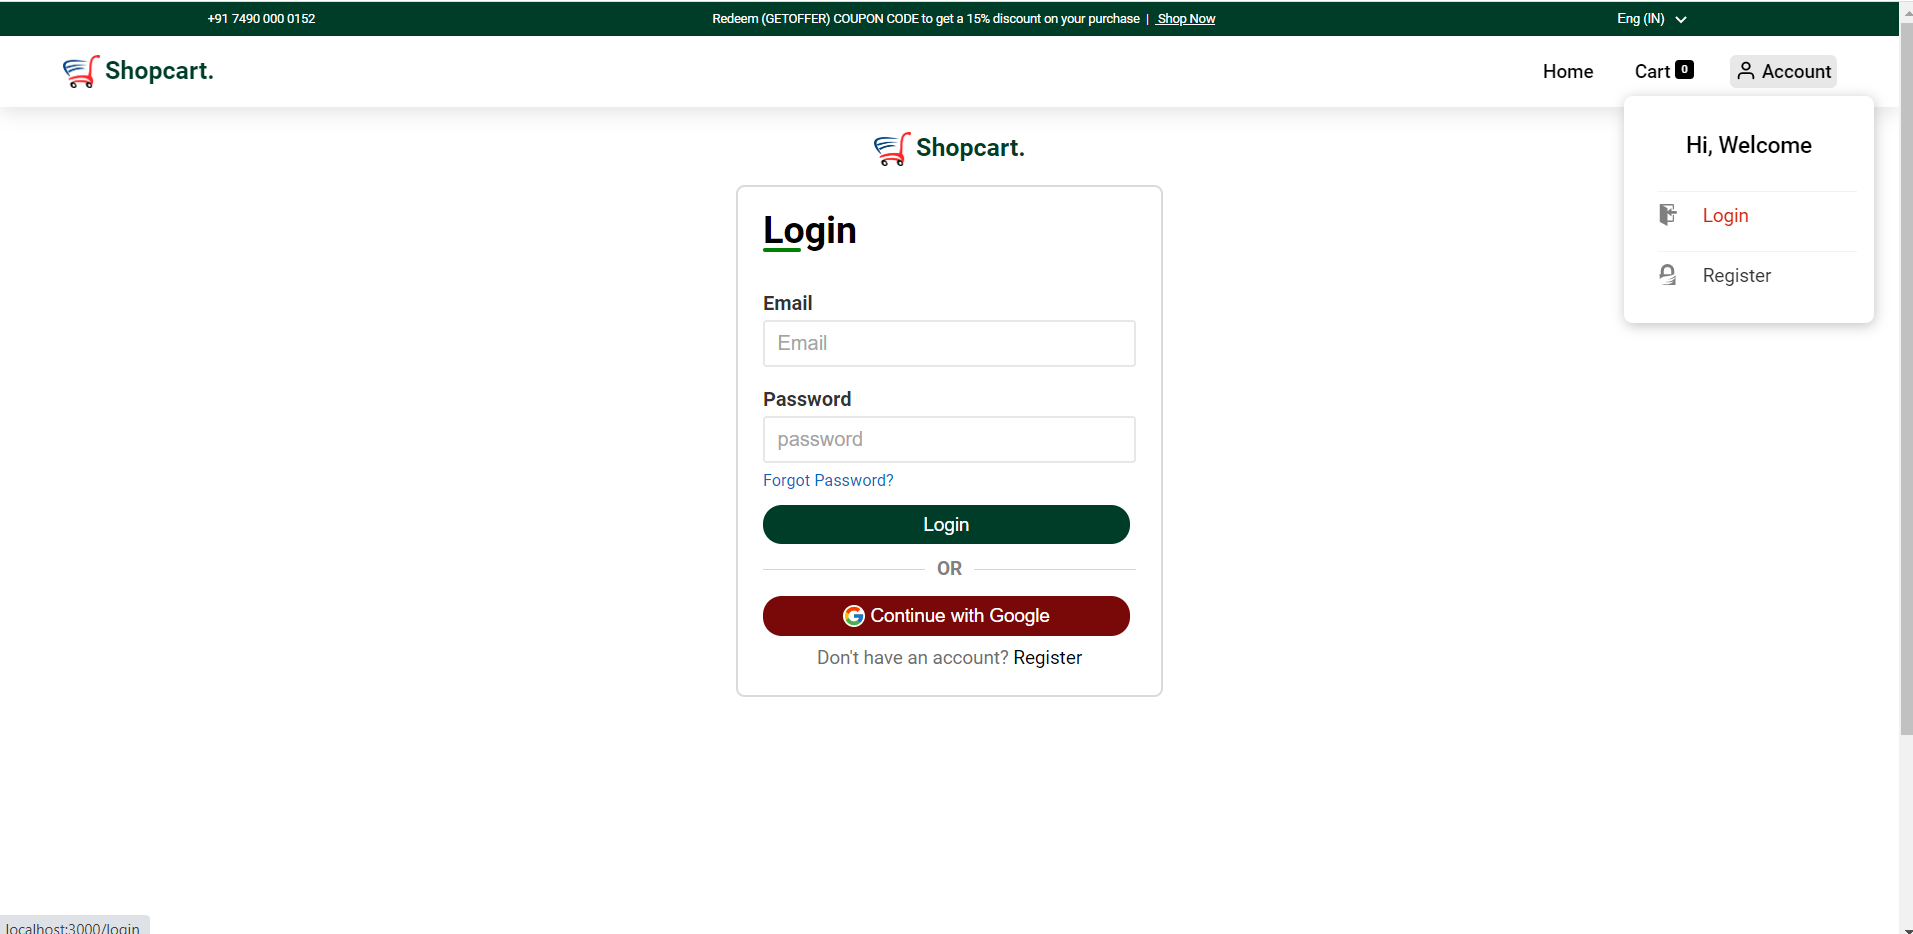 +91 7490 000 0152
Redeem (GETOFFER) COUPON CODE to get a 15% discount on your purchase | Shop Now
Eng (IN)
Shopcart.
Home
Cart 0
Account
Hi, Welcome
Login
Register
Shopcart.
Login
Email
Email
Password
password
Forgot Password?
Login
OR
Continue with Google
Don't have an account? Register
localhost:3000/login